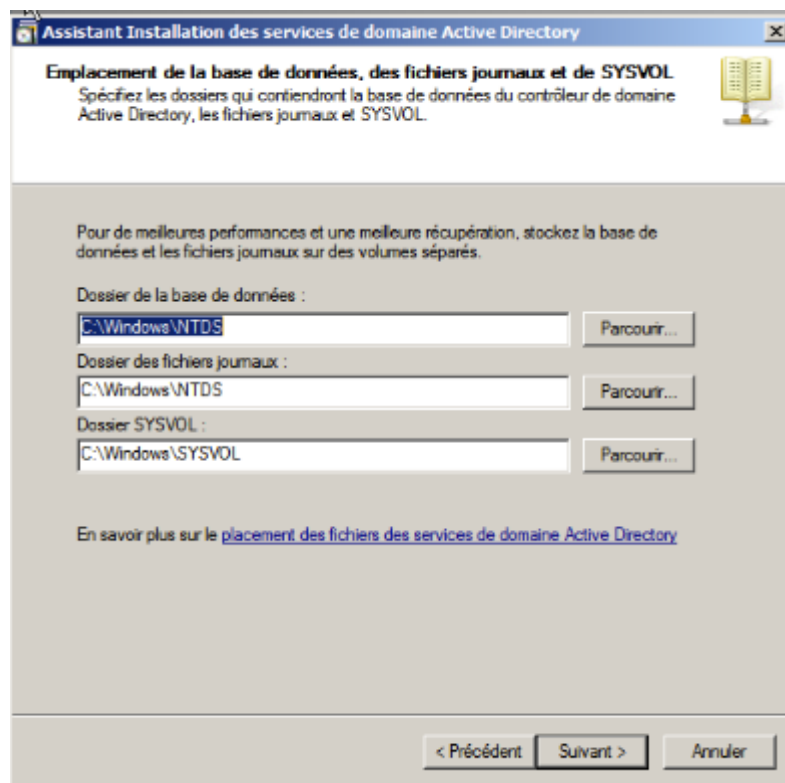 Assistant Installation des services de domaine Active Directory
Emplacement de la base de données, des fichiers journaux et de SYSVOL
Spécifiez les dossiers qui contiendront la base de données du contrôleur de domaine
Active Directory, les fichiers journaux et SYSVOL.
Pour de meilleures performances et une meilleure récupération, stockez la base de
données et les fichiers journaux sur des volumes séparés.
Dossier de la base de données :
C:\Windows\NTDS
Parcourir...
Dossier des fichiers journaux :
C:\Windows\NTDS
Parcourir...
Dossier SYSVOL :
C:\Windows\SYSVOL
Parcourir...
En savoir plus sur le placement des fichiers des services de domaine Active Directory
< Précédent Suivant > Annuler